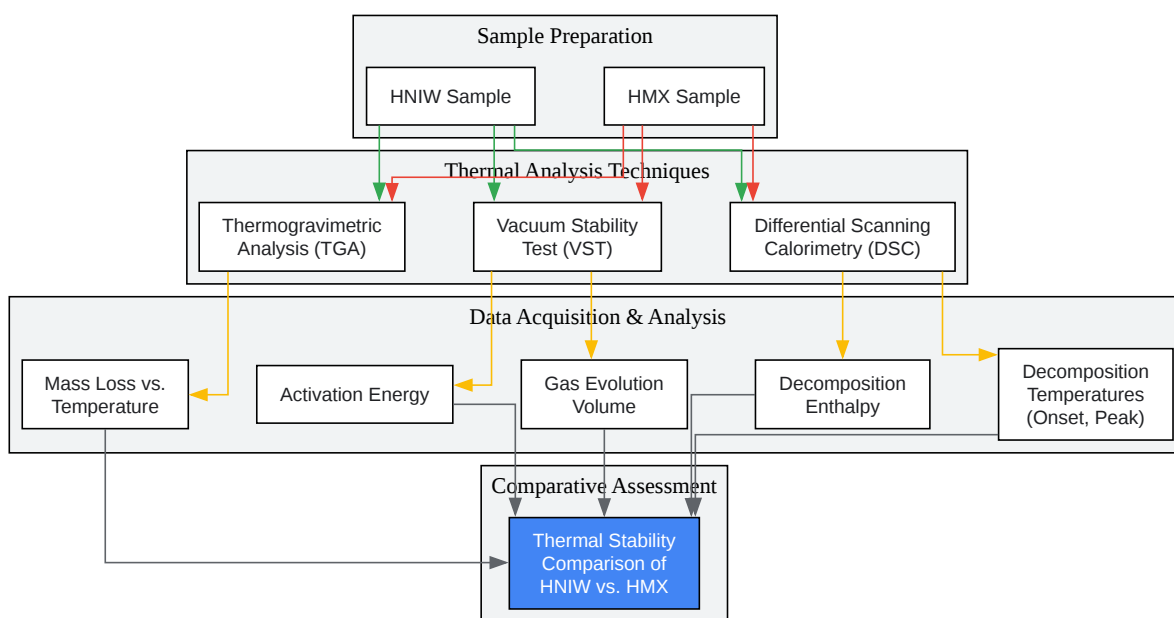 Sample Preparation
HNIW Sample
HMX Sample
Thermal Analysis Techniques
Thermogravimetric
Analysis (TGA)
Vacuum Stability
Test (VST)
Differential Scanning
Calorimetry (DSC)
Data Acquisition & Analysis
Mass Loss vs.
Temperature
Activation Energy
Gas Evolution
Volume
Decomposition
Enthalpy
Decomposition
Temperatures
(Onset, Peak)
Comparative Assessment
Thermal Stability
Comparison of
HNIW vs. HMX